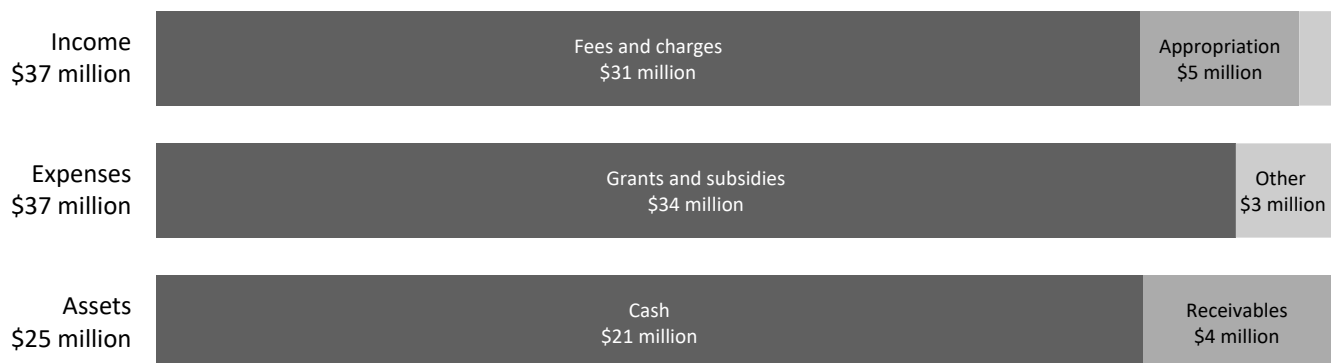 Income
$37 million
Fees and charges
$31 million
Appropriation
$5 million
Expenses
$37 million
Grants and subsidies
$34 million
Other
$3 million
Assets
$25 million
Cash
$21 million
Receivables
$4 million